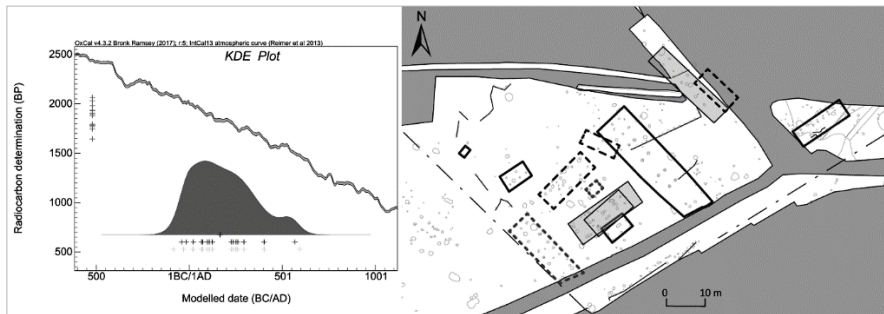 OxCal v4.3.2 Bronk Ramsey (2017); r:5; IntCal13 atmospheric curve (Reimer et al 2013)
KDE Plot
Radiocarbon determination (BP)
2500
2000
1500
1000
500
500
1BC/1AD
501
1001
Modelled date (BC/AD)
N
0 10 m